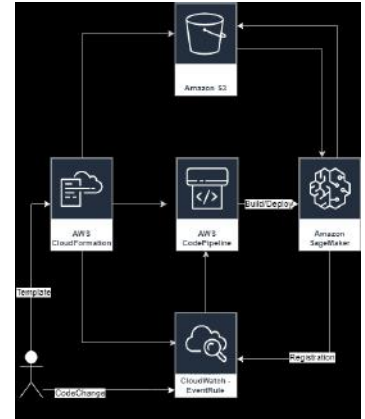 Amazon S3
AWS
CloudFormation
AWS
CodePipeline
Build/Deploy
Amazon
SageMaker
Template
CloudWatch -
EventRule
Registration
CodeChange